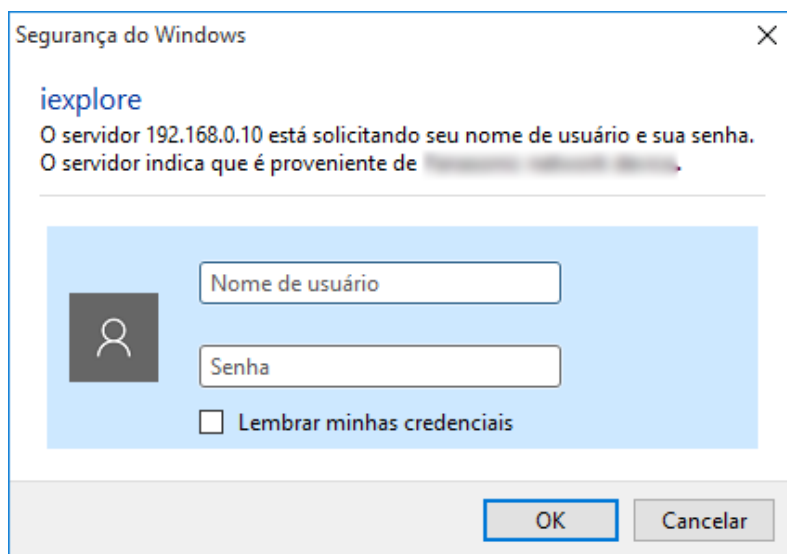 Segurança do Windows
iexplore
O servidor 192.168.0.10 está solicitando seu nome de usuário e sua senha.
O servidor indica que é proveniente de
Nome de usuário
Senha
Lembrar minhas credenciais
OK
Cancelar